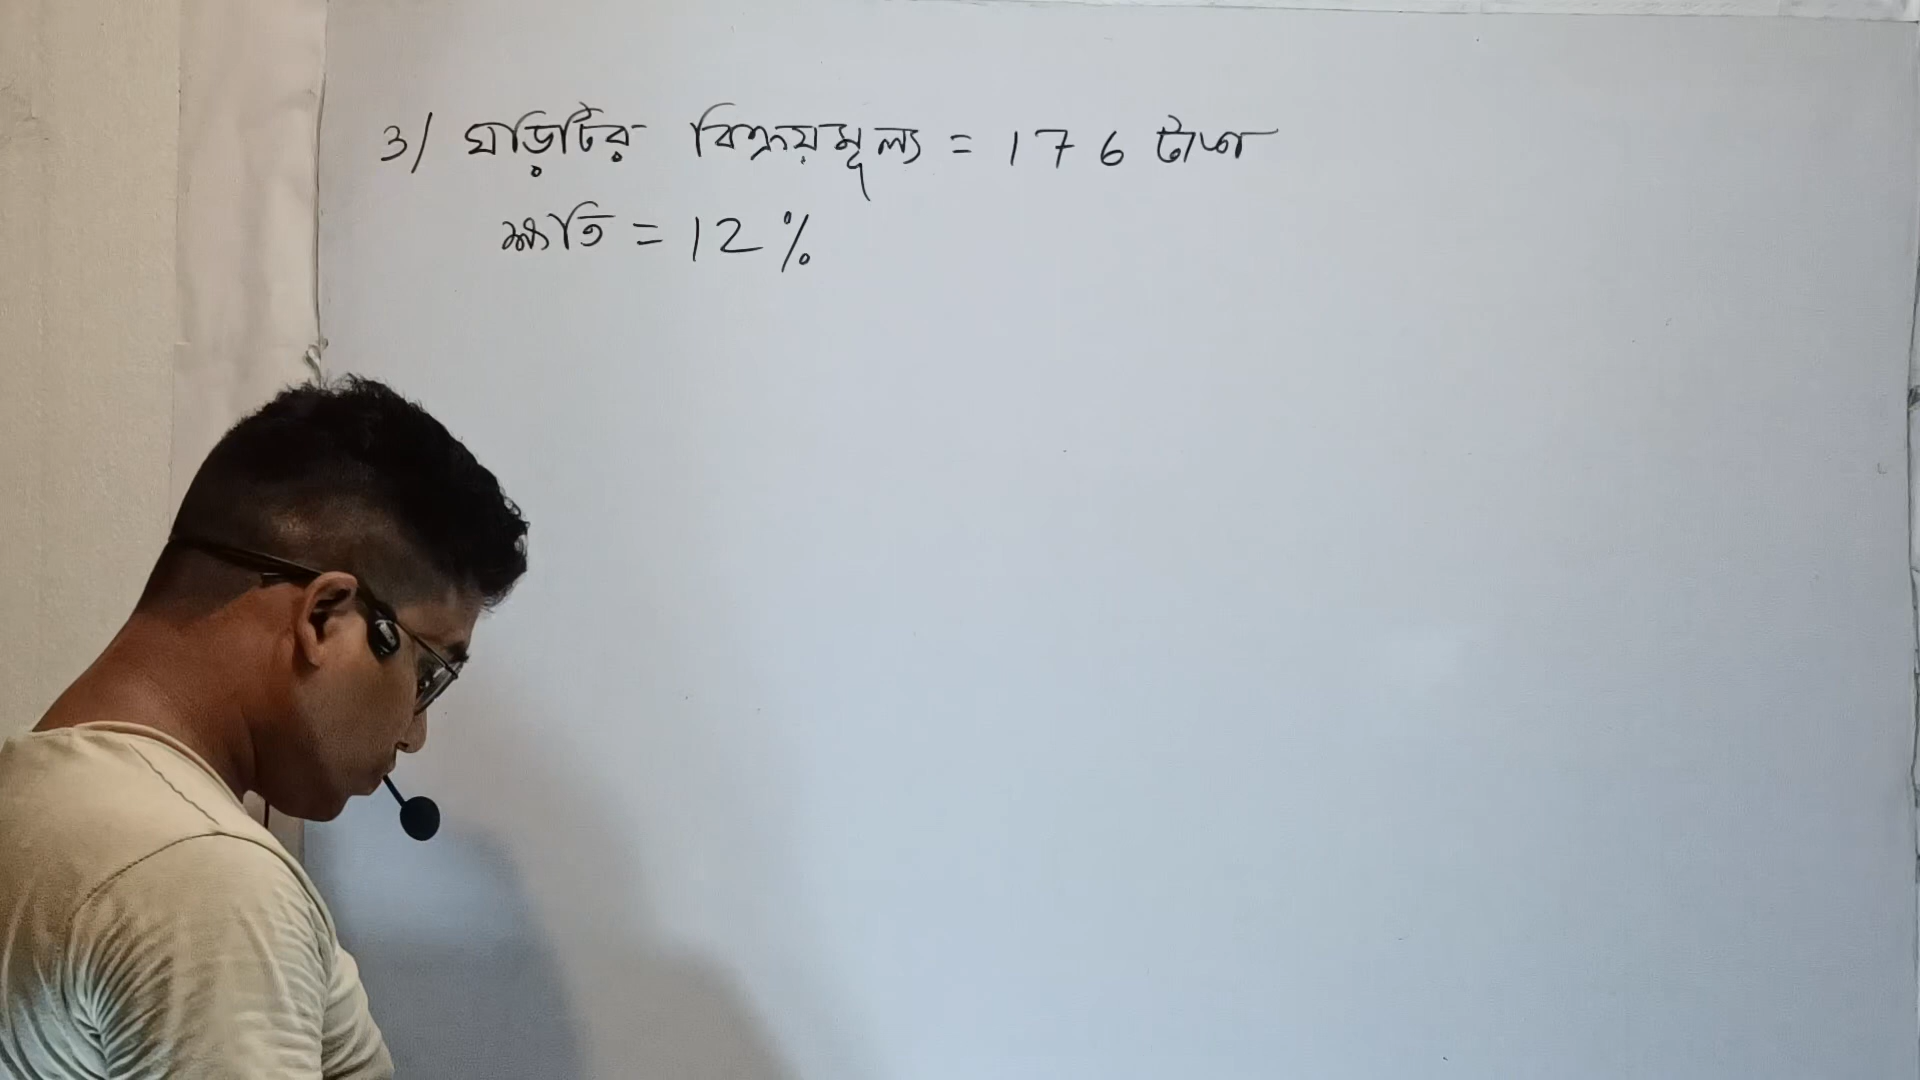 3/ ঘড়িটির বিক্রয়মূল্য = 176 টাকা
ক্ষতি = 12%